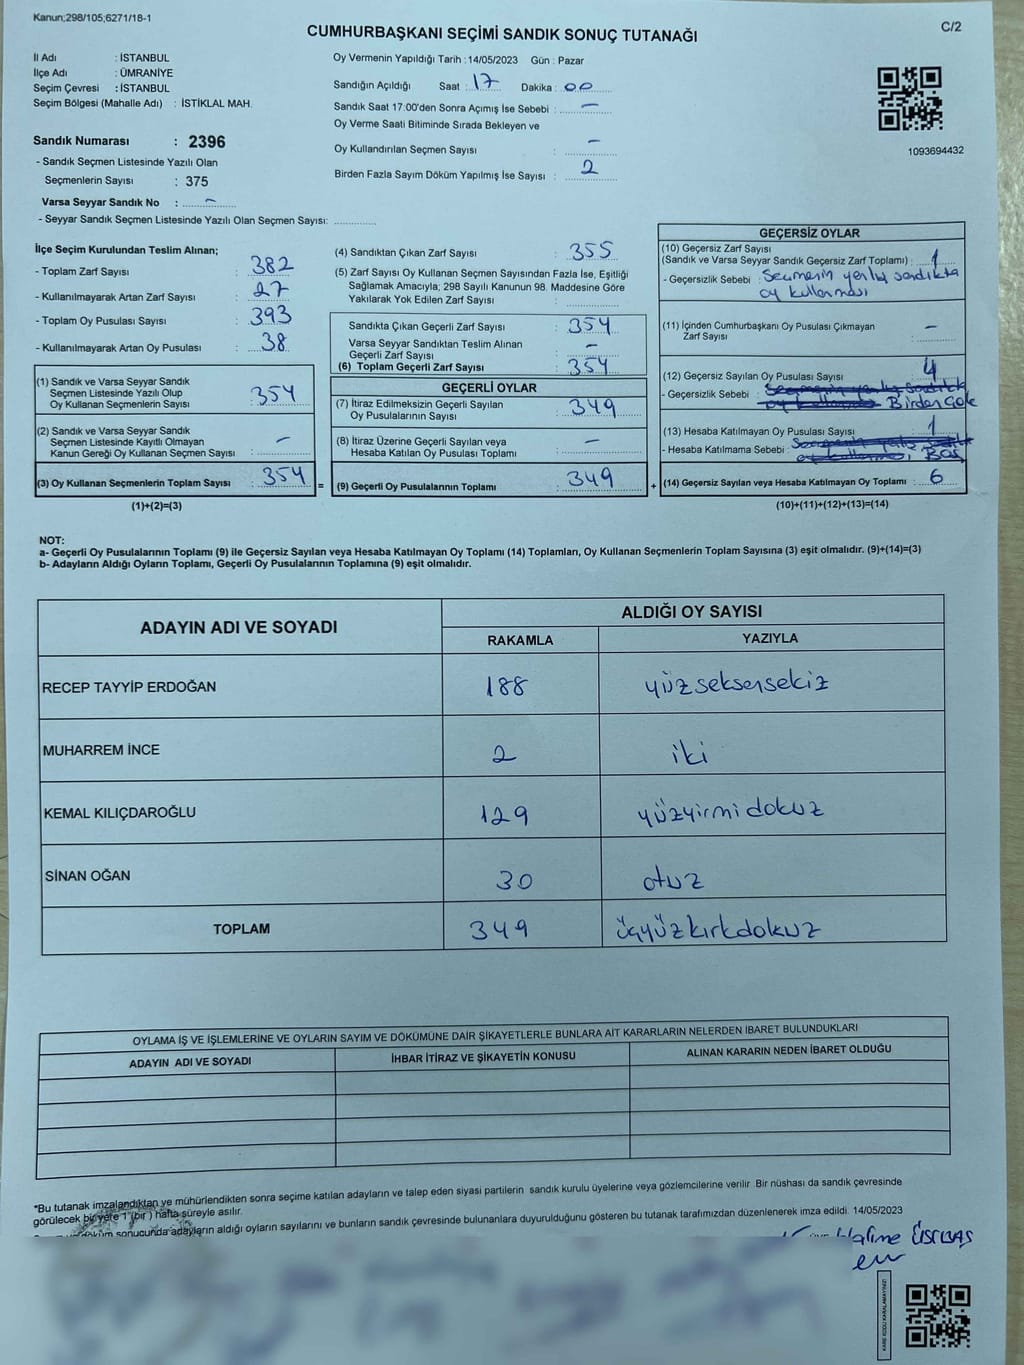 Kanun;298/105;6271/18-1
C/2
CUMHURBAŞKANI SEÇİMİ SANDIK SONUÇ TUTANAĞI
İl Adı : İSTANBUL
İlçe Adı : ÜMRANİYE
Seçim Çevresi : İSTANBUL
Seçim Bölgesi (Mahalle Adı) : İSTİKLAL MAH.
Sandık Numarası : 2396
- Sandık Seçmen Listesinde Yazılı Olan
Seçmenlerin Sayısı : 375
Varsa Seyyar Sandık No : -
- Seyyar Sandık Seçmen Listesinde Yazılı Olan Seçmen Sayısı:
Oy Vermenin Yapıldığı Tarih : 14/05/2023 Gün : Pazar
Sandığın Açıldığı Saat : 17 Dakika : 00
Sandık Saat 17:00'den Sonra Açımış İse Sebebi : -
Oy Verme Saati Bitiminde Sırada Bekleyen ve
Oy Kullandırılan Seçmen Sayısı : -
Birden Fazla Sayım Döküm Yapılmış İse Sayısı : 2
1093694432
İlçe Seçim Kurulundan Teslim Alınan;
- Toplam Zarf Sayısı : 382
- Kullanılmayarak Artan Zarf Sayısı : 27
- Toplam Oy Pusulası Sayısı : 393
- Kullanılmayarak Artan Oy Pusulası : 38
(1) Sandık ve Varsa Seyyar Sandık
Seçmen Listesinde Yazılı Olup
Oy Kullanan Seçmenlerin Sayısı : 354
(2) Sandık ve Varsa Seyyar Sandık
Seçmen Listesinde Kayıtlı Olmayan
Kanun Gereği Oy Kullanan Seçmen Sayısı : -
(3) Oy Kullanan Seçmenlerin Toplam Sayısı : 354
(1)+(2)=(3)
(4) Sandıktan Çıkan Zarf Sayısı : 355
(5) Zarf Sayısı Oy Kullanan Seçmen Sayısından Fazla İse, Eşitliği
Sağlamak Amacıyla; 298 Sayılı Kanunun 98. Maddesine Göre
Yakılarak Yok Edilen Zarf Sayısı :
Sandıkta Çıkan Geçerli Zarf Sayısı : 354
Varsa Seyyar Sandıktan Teslim Alınan
Geçerli Zarf Sayısı : -
(6) Toplam Geçerli Zarf Sayısı : 354
GEÇERLİ OYLAR
(7) İtiraz Edilmeksizin Geçerli Sayılan
Oy Pusulalarının Sayısı : 349
(8) İtiraz Üzerine Geçerli Sayılan veya
Hesaba Katılan Oy Pusulası Toplamı : -
= (9) Geçerli Oy Pusulalarının Toplamı : 349
GEÇERSİZ OYLAR
(10) Geçersiz Zarf Sayısı
(Sandık ve Varsa Seyyar Sandık Geçersiz Zarf Toplamı) : 1
- Geçersizlik Sebebi : Seçmenin yanlış sandıkta
oy kullanması
(11) İçinden Cumhurbaşkanı Oy Pusulası Çıkmayan
Zarf Sayısı : -
(12) Geçersiz Sayılan Oy Pusulası Sayısı : 4
- Geçersizlik Sebebi : Birden çok
(13) Hesaba Katılmayan Oy Pusulası Sayısı : 1
- Hesaba Katılmama Sebebi : Boş
+ (14) Geçersiz Sayılan veya Hesaba Katılmayan Oy Toplamı : 6
(10)+(11)+(12)+(13)=(14)
NOT:
a- Geçerli Oy Pusulalarının Toplamı (9) ile Geçersiz Sayılan veya Hesaba Katılmayan Oy Toplamı (14) Toplamları, Oy Kullanan Seçmenlerin Toplam Sayısına (3) eşit olmalıdır. (9)+(14)=(3)
b- Adayların Aldığı Oyların Toplamı, Geçerli Oy Pusulalarının Toplamına (9) eşit olmalıdır.
ADAYIN ADI VE SOYADI
ALDIĞI OY SAYISI
RAKAMLA YAZIYLA
RECEP TAYYİP ERDOĞAN 188 yüzseksensekiz
MUHARREM İNCE 2 iki
KEMAL KILIÇDAROĞLU 129 yüzyirmidokuz
SİNAN OĞAN 30 otuz
TOPLAM 349 üçyüzkırkdokuz
OYLAMA İŞ VE İŞLEMLERİNE VE OYLARIN SAYIM VE DÖKÜMÜNE DAİR ŞİKAYETLERLE BUNLARA AİT KARARLARIN NELERDEN İBARET BULUNDUKLARI
ADAYIN ADI VE SOYADI İHBAR İTİRAZ VE ŞİKAYETİN KONUSU ALINAN KARARIN NEDEN İBARET OLDUĞU
*Bu tutanak imzalandıktan ve mühürlendikten sonra seçime katılan adayların ve talep eden siyasi partilerin sandık kurulu üyelerine veya gözlemcilerine verilir .Bir nüshası da sandık çevresinde
görülecek bir yere 1 (bir ) hafta süreyle asılır.
döküm sonucunda adayların aldığı oyların sayılarını ve bunların sandık çevresinde bulunanlara duyurulduğunu gösteren bu tutanak tarafımızdan düzenlenerek imza edildi. 14/05/2023
Halime
KARE KODU KARALAMAYINIZ!